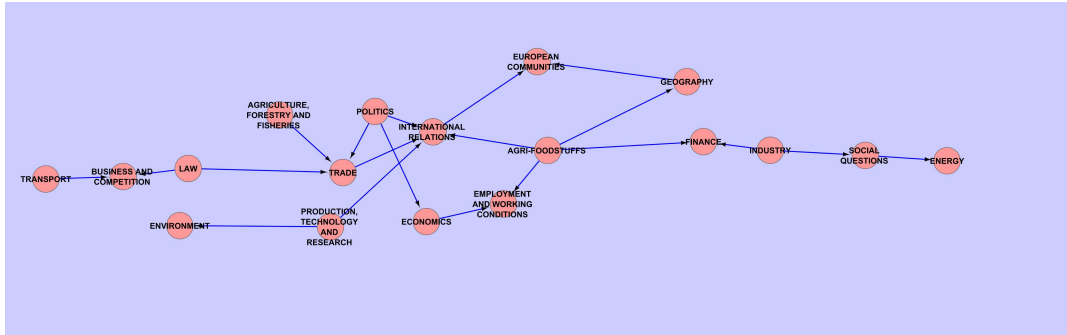 EUROPEAN
COMMUNITIES
GEOGRAPHY
AGRICULTURE,
FORESTRY AND
FISHERIES
POLITICS
INTERNATIONAL
RELATIONS
AGRI-FOODSTUFFS
FINANCE
INDUSTRY
SOCIAL
QUESTIONS
ENERGY
TRANSPORT
BUSINESS AND
COMPETITION
LAW
TRADE
EMPLOYMENT
AND WORKING
CONDITIONS
ENVIRONMENT
PRODUCTION,
TECHNOLOGY
AND
RESEARCH
ECONOMICS